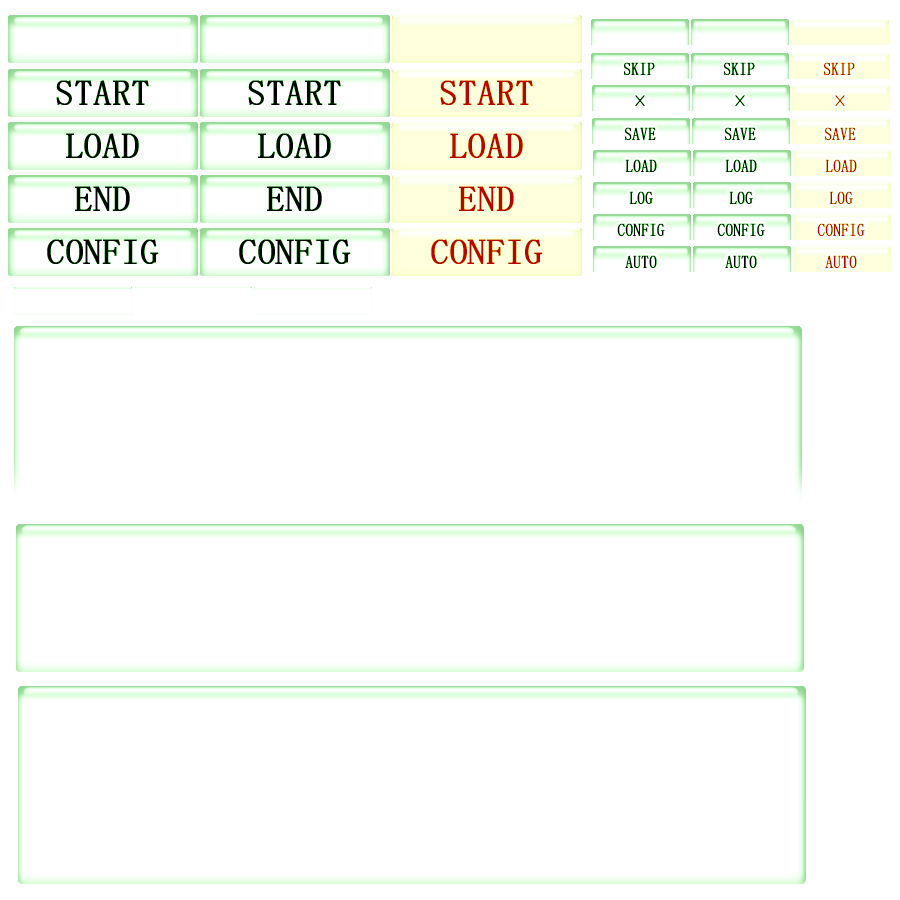 START START START
LOAD LOAD LOAD
END END END
CONFIG CONFIG CONFIG
SKIP SKIP SKIP
× × ×
SAVE SAVE SAVE
LOAD LOAD LOAD
LOG LOG LOG
CONFIG CONFIG CONFIG
AUTO AUTO AUTO